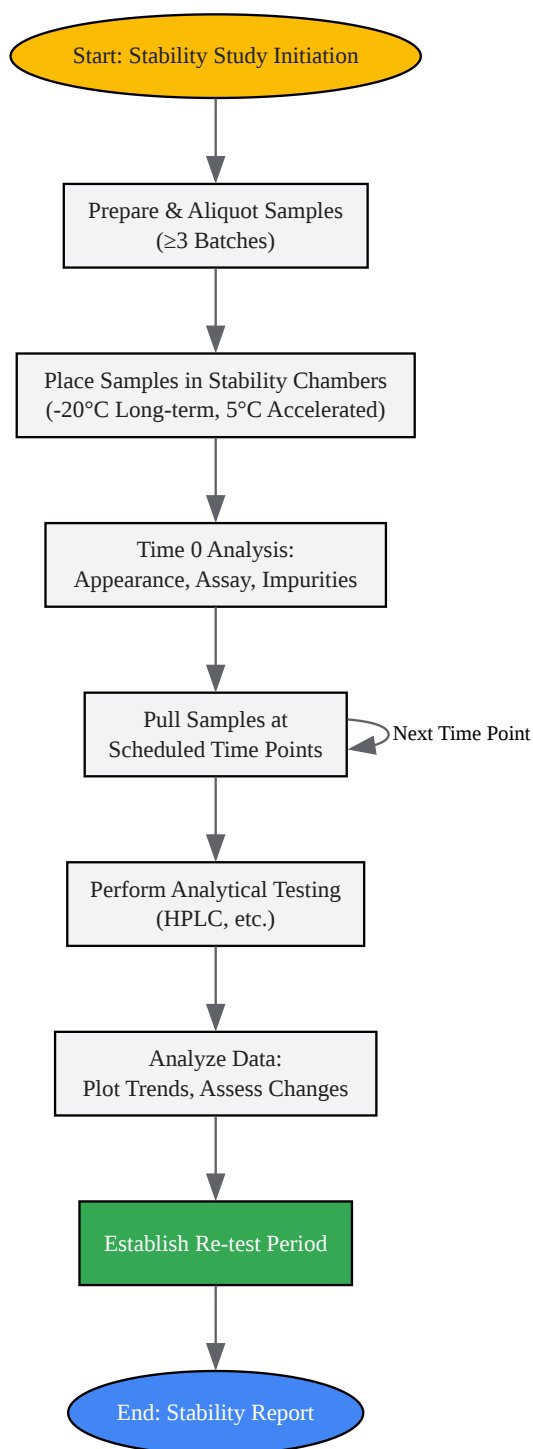 Start: Stability Study Initiation
Prepare & Aliquot Samples
(≥3 Batches)
Place Samples in Stability Chambers
(-20°C Long-term, 5°C Accelerated)
Time 0 Analysis:
Appearance, Assay, Impurities
Pull Samples at
Scheduled Time Points
Next Time Point
Perform Analytical Testing
(HPLC, etc.)
Analyze Data:
Plot Trends, Assess Changes
Establish Re-test Period
End: Stability Report